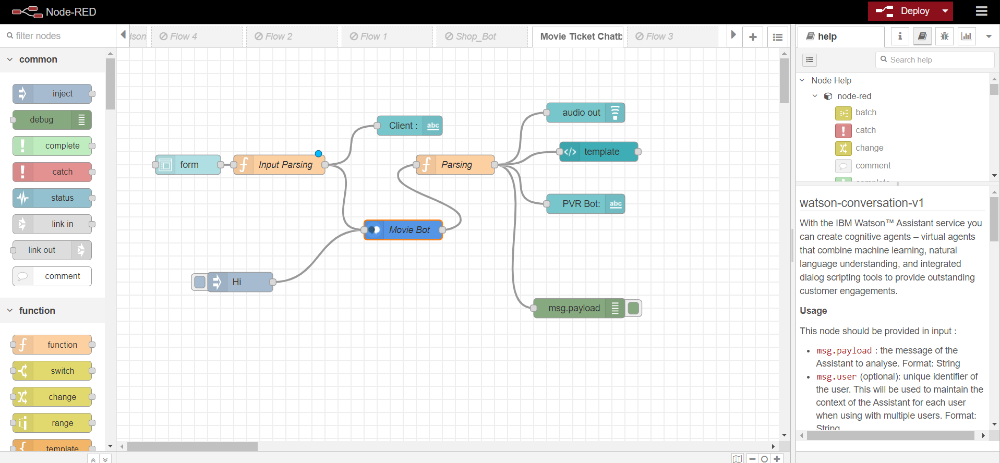 Node-RED
Deploy
filter nodes
Flow 4
Flow 2
Flow 1
Shop_Bot
Movie Ticket Chatb
Flow 3
help
i
common
inject
debug
complete
catch
status
link in
link out
comment
function
function
switch
change
range
template
form
Input Parsing
Client :
abc
Movie Bot
Hi
Parsing
audio out
template
PVR Bot:
abc
msg.payload
Search help
Node Help
node-red
batch
catch
change
comment
complete
watson-conversation-v1
With the IBM Watson™ Assistant service you
can create cognitive agents – virtual agents
that combine machine learning, natural
language understanding, and integrated
dialog scripting tools to provide outstanding
customer engagements.
Usage
This node should be provided in input :
• msg.payload : the message of the
Assistant to analyse. Format: String
• msg.user (optional): unique identifier of
the user. This will be used to maintain the
context of the Assistant for each user
when using with multiple users. Format:
String